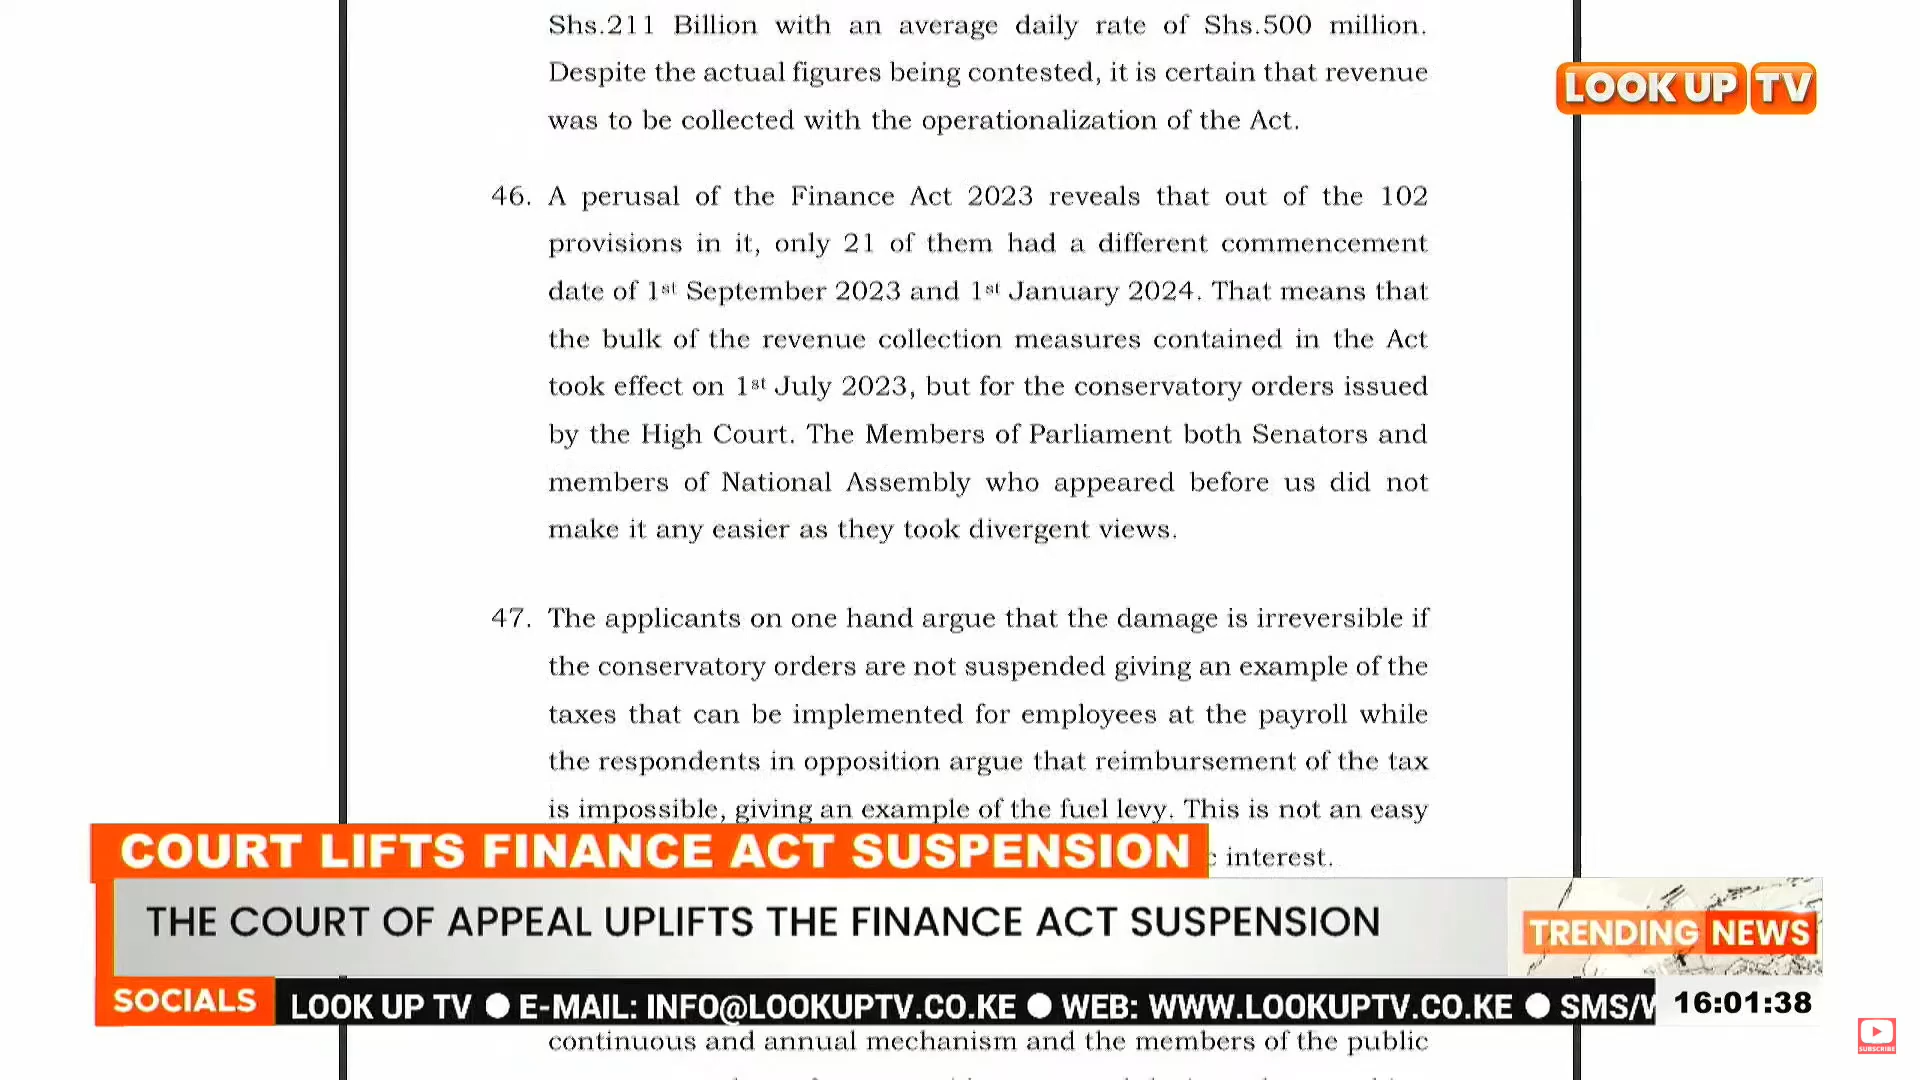 Shs.211 Billion with an average daily rate of Shs.500 million.
Despite the actual figures being contested, it is certain that revenue
was to be collected with the operationalization of the Act.
46. A perusal of the Finance Act 2023 reveals that out of the 102
provisions in it, only 21 of them had a different commencement
date of 1st September 2023 and 1st January 2024. That means that
the bulk of the revenue collection measures contained in the Act
took effect on 1st July 2023, but for the conservatory orders issued
by the High Court. The Members of Parliament both Senators and
members of National Assembly who appeared before us did not
make it any easier as they took divergent views.
47. The applicants on one hand argue that the damage is irreversible if
the conservatory orders are not suspended giving an example of the
taxes that can be implemented for employees at the payroll while
the respondents in opposition argue that reimbursement of the tax
is impossible, giving an example of the fuel levy. This is not an easy
interest.
continuous and annual mechanism and the members of the public
LOOK UP TV
COURT LIFTS FINANCE ACT SUSPENSION
THE COURT OF APPEAL UPLIFTS THE FINANCE ACT SUSPENSION
TRENDING NEWS
SOCIALS LOOK UP TV ● E-MAIL: INFO@LOOKUPTV.CO.KE ● WEB: WWW.LOOKUPTV.CO.KE ● SMS/ 16:01:38
SUBSCRIBE